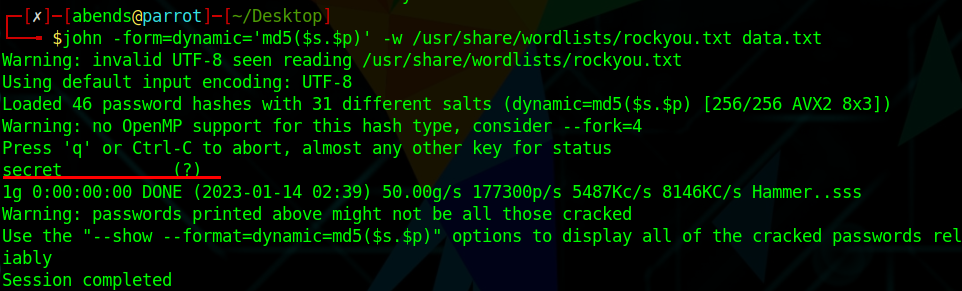 [✗]─[abends@parrot]─[~/Desktop]
$john -form=dynamic='md5($s.$p)' -w /usr/share/wordlists/rockyou.txt data.txt
Warning: invalid UTF-8 seen reading /usr/share/wordlists/rockyou.txt
Using default input encoding: UTF-8
Loaded 46 password hashes with 31 different salts (dynamic=md5($s.$p) [256/256 AVX2 8x3])
Warning: no OpenMP support for this hash type, consider --fork=4
Press 'q' or Ctrl-C to abort, almost any other key for status
secret           (?)
1g 0:00:00:00 DONE (2023-01-14 02:39) 50.00g/s 177300p/s 5487Kc/s 8146KC/s Hammer..sss
Warning: passwords printed above might not be all those cracked
Use the "--show --format=dynamic=md5($s.$p)" options to display all of the cracked passwords rel
iably
Session completed